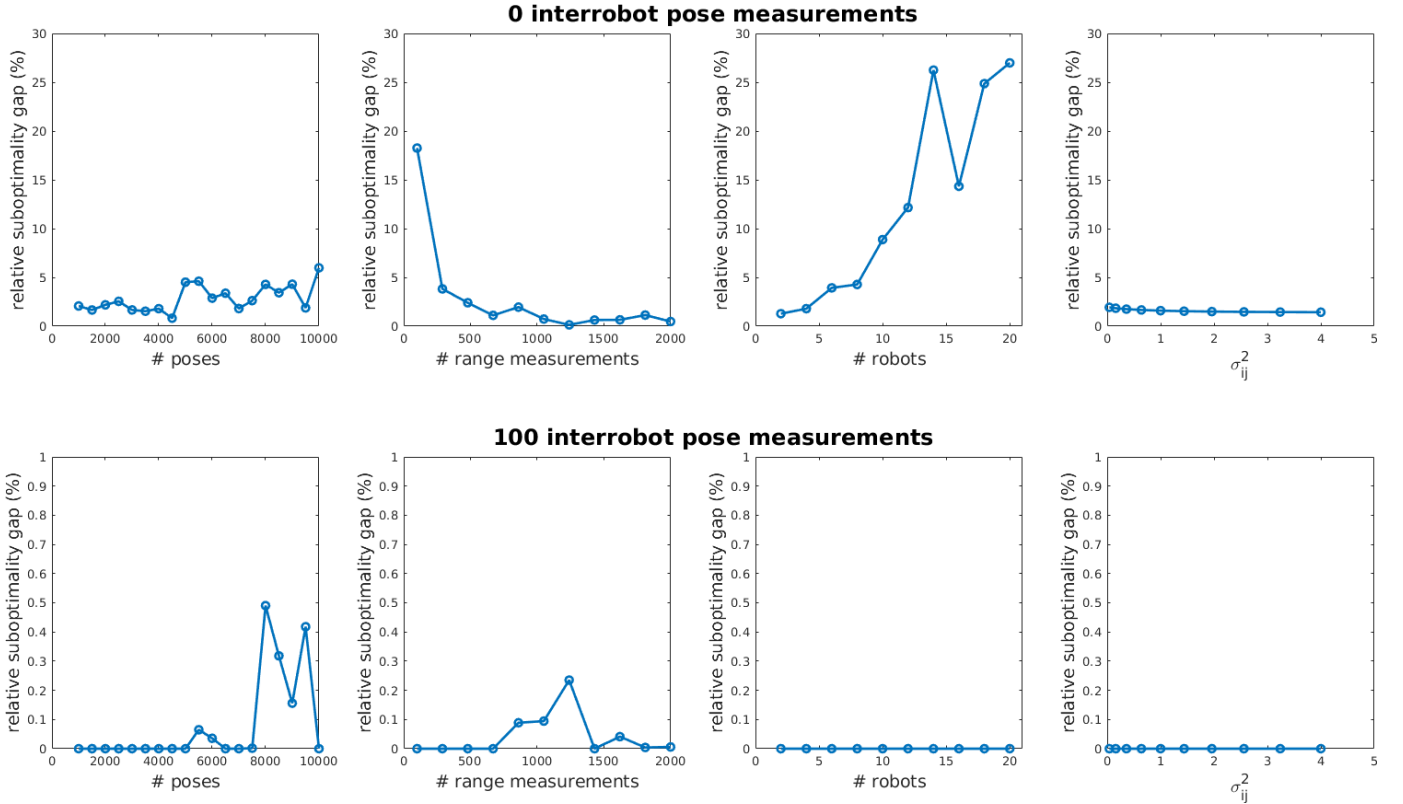 0 interrobot pose measurements
relative suboptimality gap (%)
30
25
20
15
10
5
0
0 2000 4000 6000 8000 10000
# poses
relative suboptimality gap (%)
30
25
20
15
10
5
0
0 500 1000 1500 2000
# range measurements
relative suboptimality gap (%)
30
25
20
15
10
5
0
0 5 10 15 20
# robots
relative suboptimality gap (%)
30
25
20
15
10
5
0
0 1 2 3 4 5
σ²ij
100 interrobot pose measurements
relative suboptimality gap (%)
1
0.9
0.8
0.7
0.6
0.5
0.4
0.3
0.2
0.1
0
0 2000 4000 6000 8000 10000
# poses
relative suboptimality gap (%)
1
0.9
0.8
0.7
0.6
0.5
0.4
0.3
0.2
0.1
0
0 500 1000 1500 2000
# range measurements
relative suboptimality gap (%)
1
0.9
0.8
0.7
0.6
0.5
0.4
0.3
0.2
0.1
0
0 5 10 15 20
# robots
relative suboptimality gap (%)
1
0.9
0.8
0.7
0.6
0.5
0.4
0.3
0.2
0.1
0
0 1 2 3 4 5
σ²ij